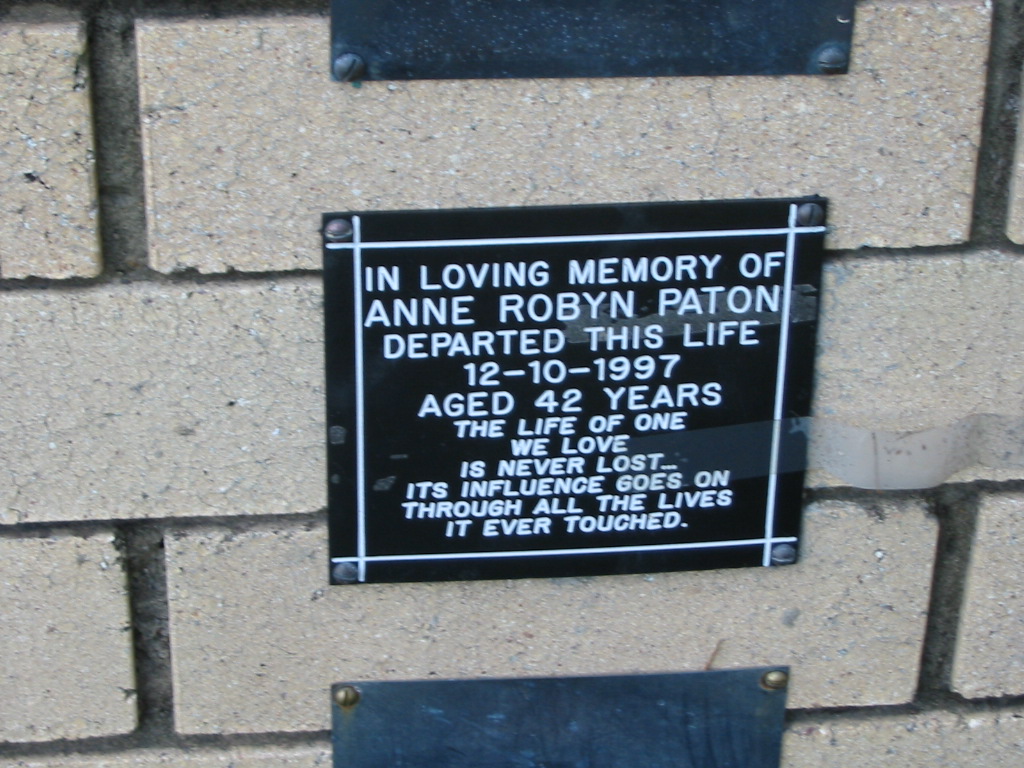 IN LOVING MEMORY OF
ANNE ROBYN PATON
DEPARTED THIS LIFE
12-10-1997
AGED 42 YEARS
THE LIFE OF ONE
WE LOVE
IS NEVER LOST...
ITS INFLUENCE GOES ON
THROUGH ALL THE LIVES
IT EVER TOUCHED.